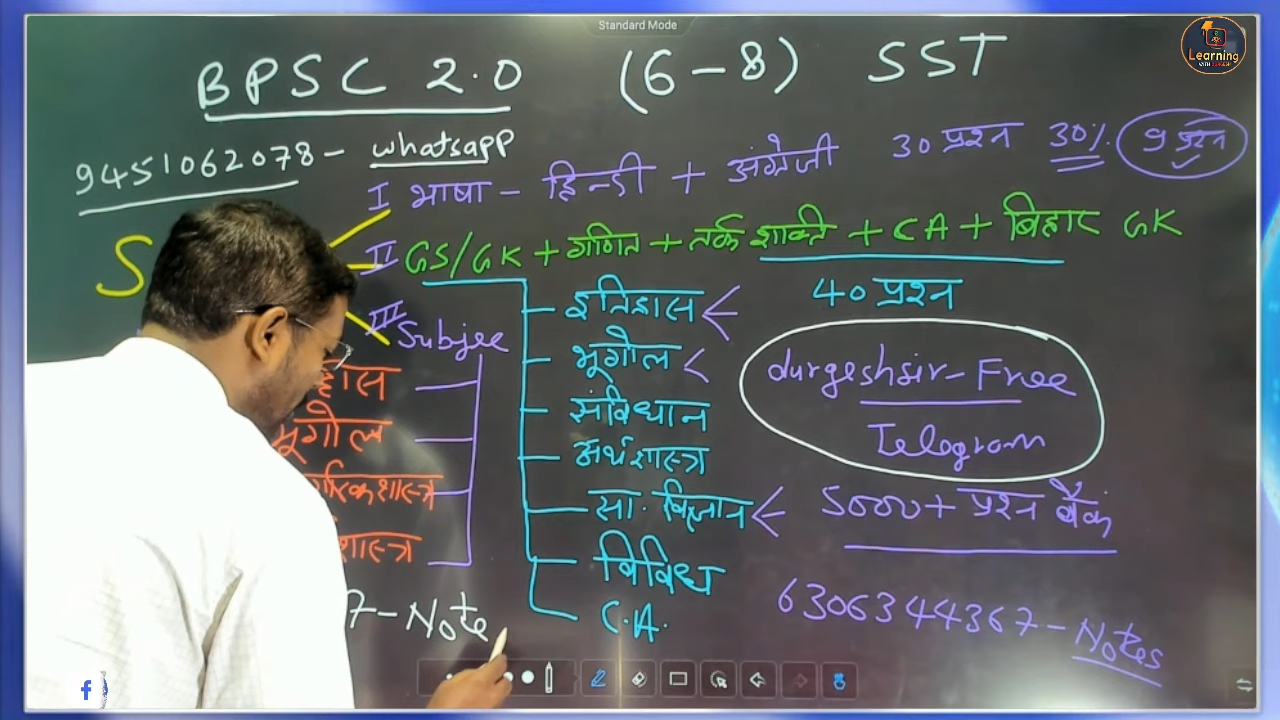 Standard Mode
Learning
BPSC 2.0 (6-8) SST
9451062078 - whatsapp
30 प्रश्न 30% 9 प्रश्न
I भाषा - हिन्दी + अंग्रेजी
S
II GS/GK + गणित + तर्क शक्ति + CA + बिहार GK
40 प्रश्न
III Subjec
इतिहास
भूगोल
संविधान
अर्थशास्त्र
सा. विज्ञान
विविध
C.A.
durgeshsir - Free
Telegram
5000+ प्रश्न बैंक
6306344367 - Notes
भूगोल
शास्त्र
7 - Note
f